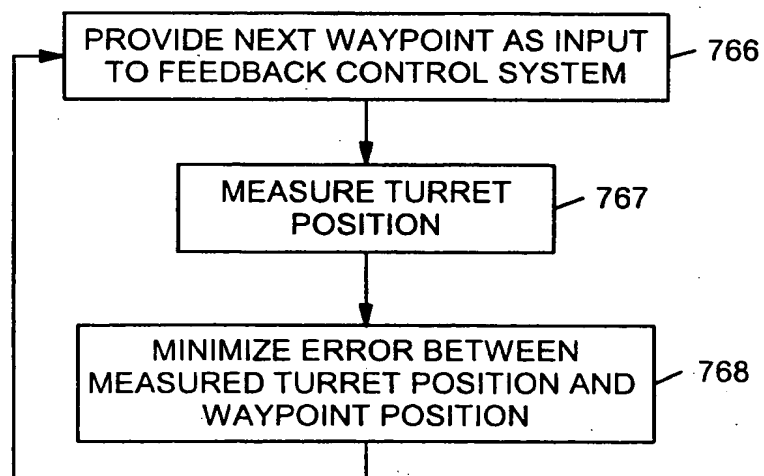 PROVIDE NEXT WAYPOINT AS INPUT
TO FEEDBACK CONTROL SYSTEM
766
MEASURE TURRET
POSITION
767
MINIMIZE ERROR BETWEEN
MEASURED TURRET POSITION AND
WAYPOINT POSITION
768